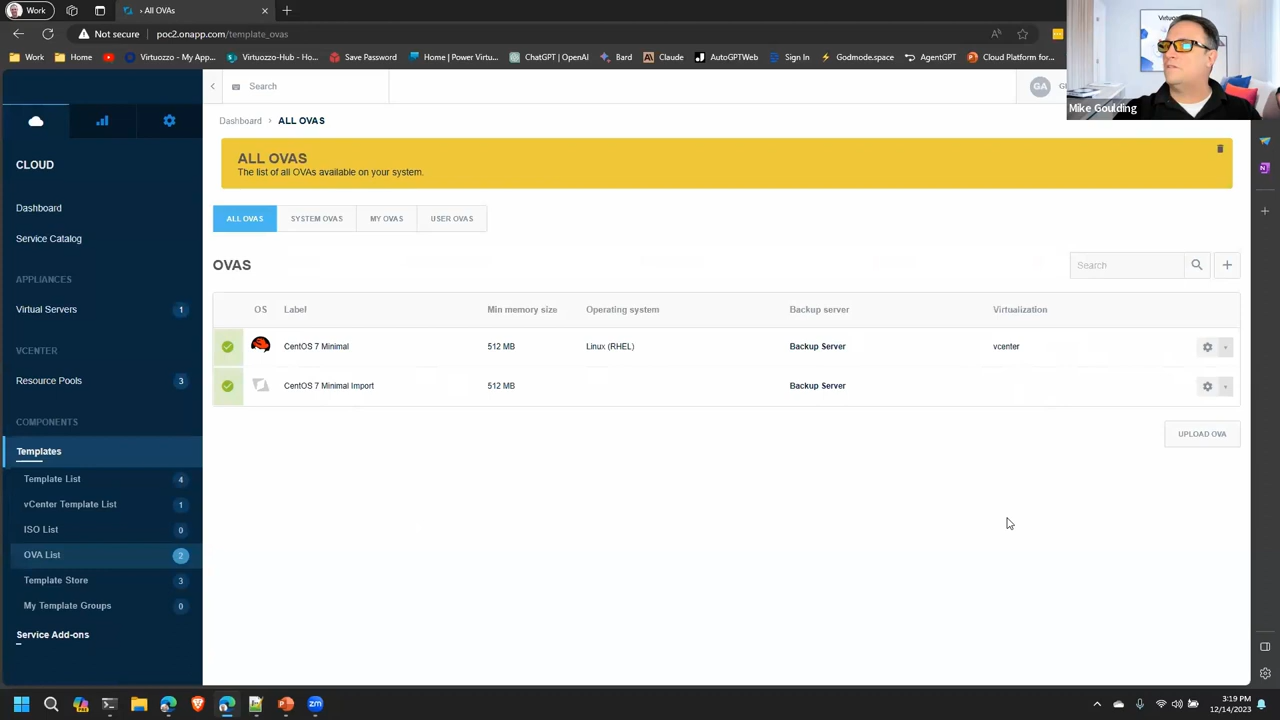 Work
› All OVAs
Not secure
poc2.onapp.com/template_ovas
Work
Home
Virtuozzo - My App...
Virtuozzo-Hub - Ho...
Save Password
Home | Power Virtu...
ChatGPT | OpenAI
Bard
Claude
AutoGPTWeb
Sign In
Godmode.space
AgentGPT
Cloud Platform for...
Search
GA
Mike Goulding
Dashboard › ALL OVAS
ALL OVAS
The list of all OVAs available on your system.
ALL OVAS
SYSTEM OVAS
MY OVAS
USER OVAS
OVAS
Search
OS Label Min memory size Operating system Backup server Virtualization
CentOS 7 Minimal 512 MB Linux (RHEL) Backup Server vcenter
CentOS 7 Minimal Import 512 MB Backup Server
UPLOAD OVA
CLOUD
Dashboard
Service Catalog
APPLIANCES
Virtual Servers 1
VCENTER
Resource Pools 3
COMPONENTS
Templates
Template List 4
vCenter Template List 1
ISO List 0
OVA List 2
Template Store 3
My Template Groups 0
Service Add-ons
zm
3:19 PM
12/14/2023